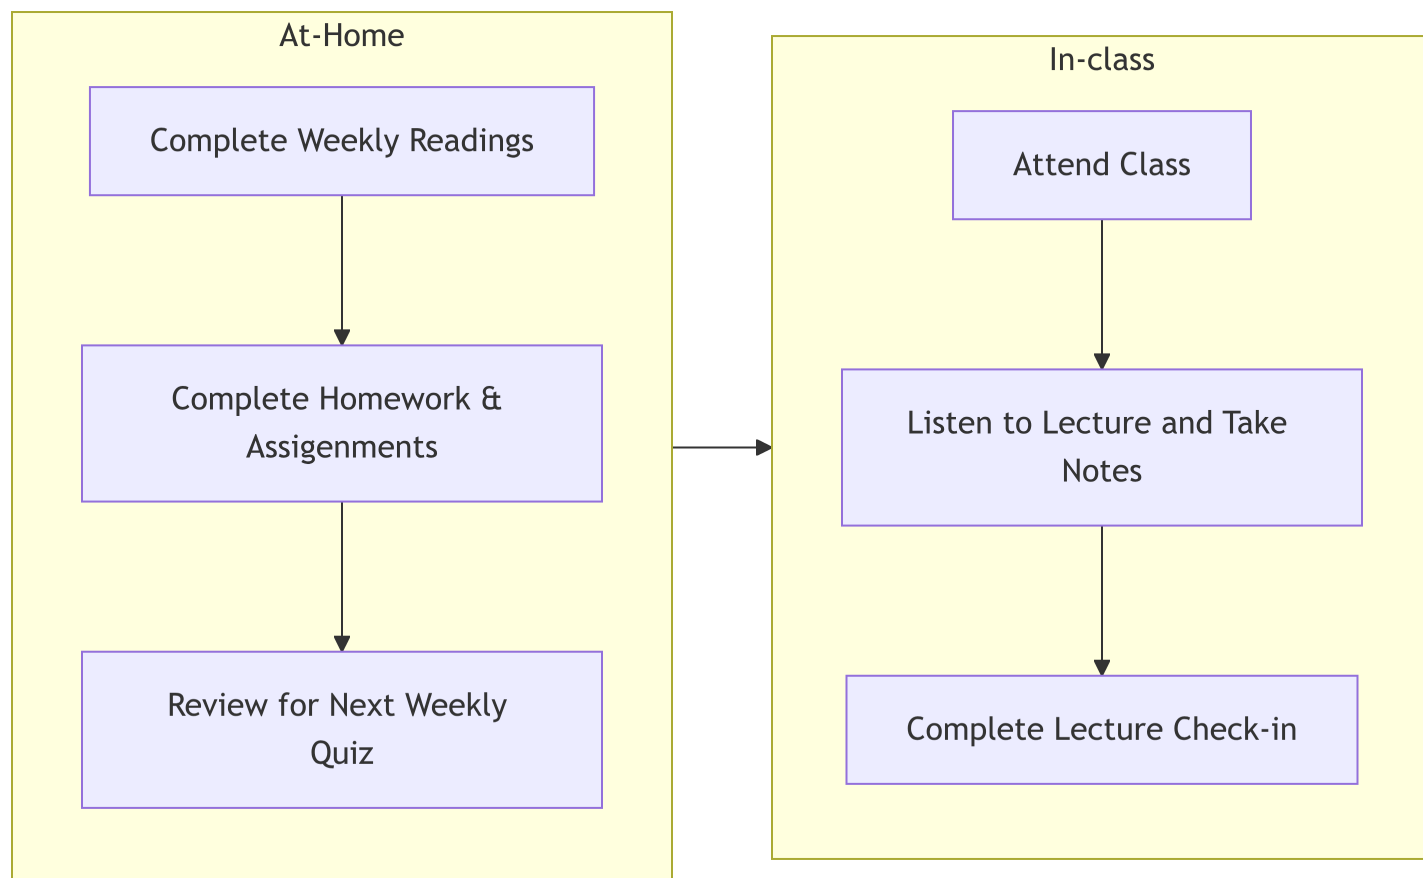 At-Home
Complete Weekly Readings
Complete Homework &
Assigenments
Review for Next Weekly
Quiz
In-class
Attend Class
Listen to Lecture and Take
Notes
Complete Lecture Check-in